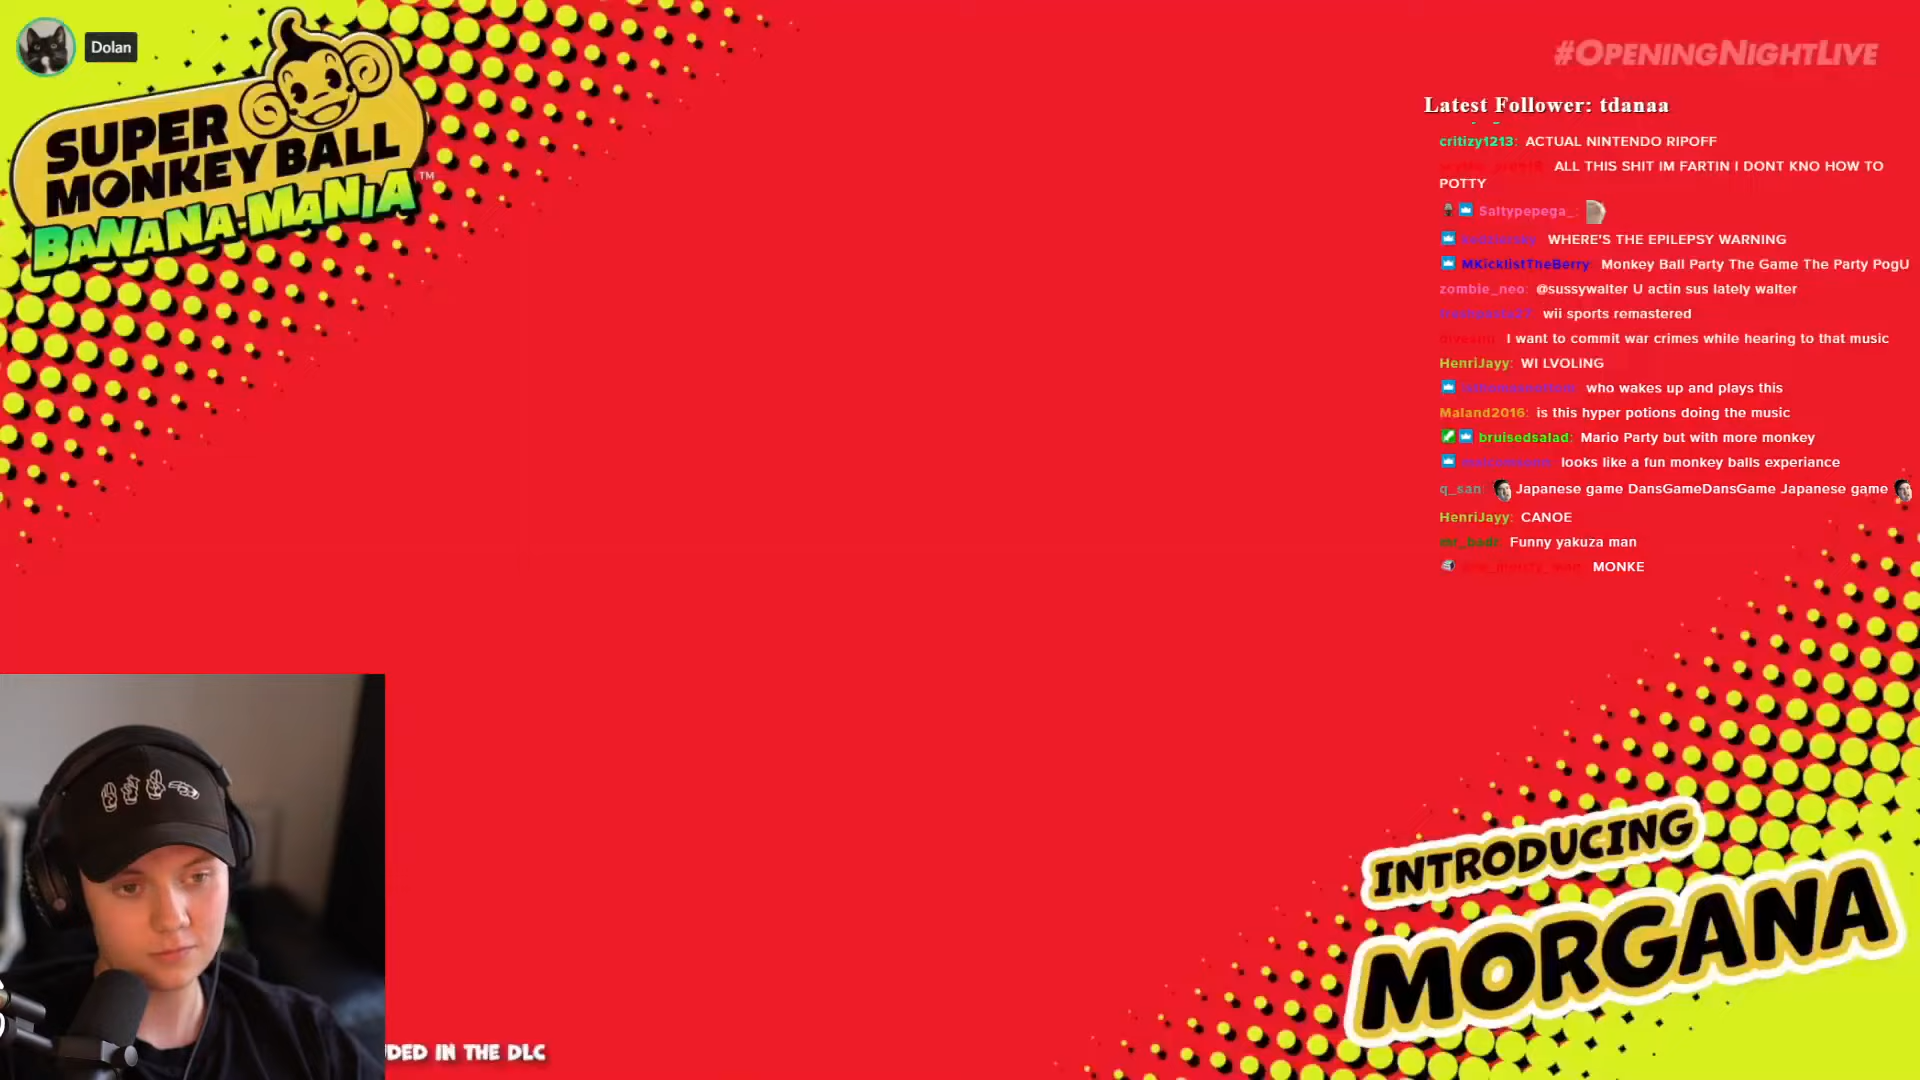 Dolan
SUPER
MONKEY BALL
BANANA MANIA
TM
#OPENINGNIGHTLIVE
Latest Follower: tdanaa
critizy1213: ACTUAL NINTENDO RIPOFF
ALL THIS SHIT IM FARTIN I DONT KNO HOW TO
POTTY
Saltypepega_:
WHERE'S THE EPILEPSY WARNING
MKicklistTheBerry: Monkey Ball Party The Game The Party PogU
zombie_neo: @sussywalter U actin sus lately walter
wii sports remastered
I want to commit war crimes while hearing to that music
HenriJayy: WI LVOLING
who wakes up and plays this
Maland2016: is this hyper potions doing the music
bruisedsalad: Mario Party but with more monkey
looks like a fun monkey balls experiance
q_san: Japanese game DansGameDansGame Japanese game
HenriJayy: CANOE
mr_badr: Funny yakuza man
MONKE
INTRODUCING
MORGANA
DED IN THE DLC